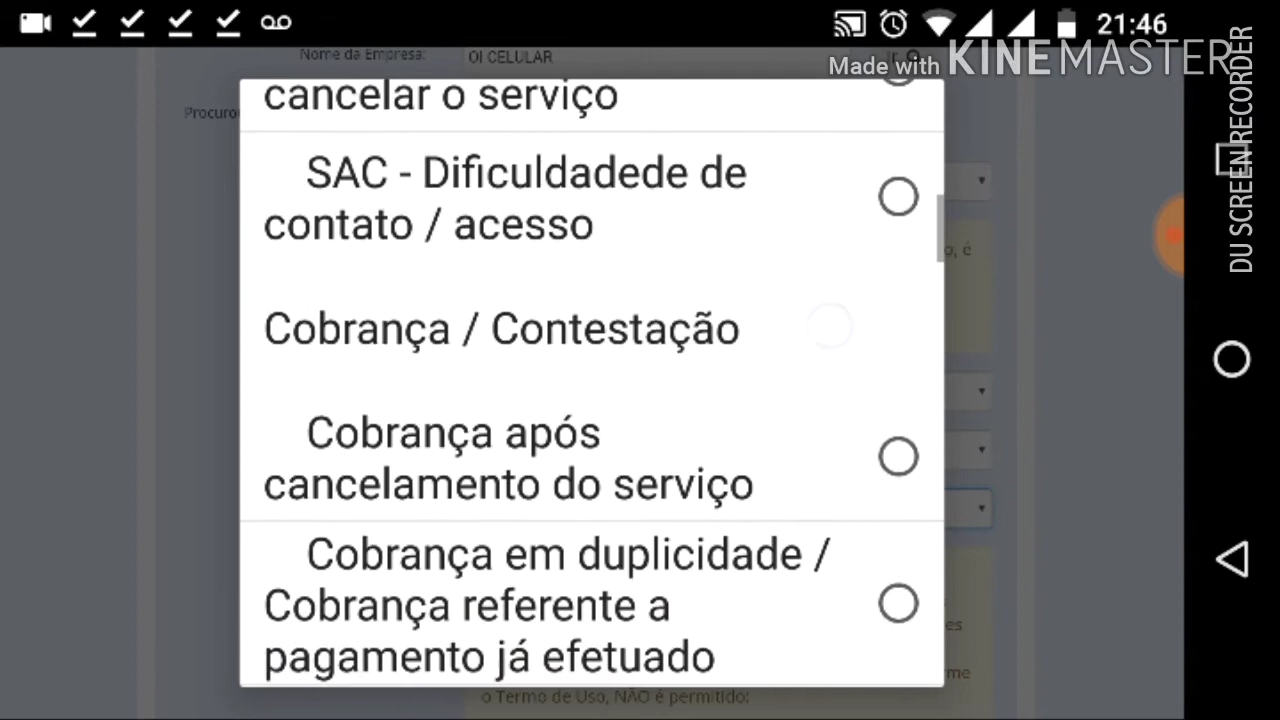 21:46
Made with KINEMASTER
DU SCREEN RECORDER
Nome da Empresa: OI CELULAR
cancelar o serviço
SAC - Dificuldadede de
contato / acesso
Cobrança / Contestação
Cobrança após
cancelamento do serviço
Cobrança em duplicidade /
Cobrança referente a
pagamento já efetuado
o, é
es
me
o Termo de Uso, NÃO é permitido: